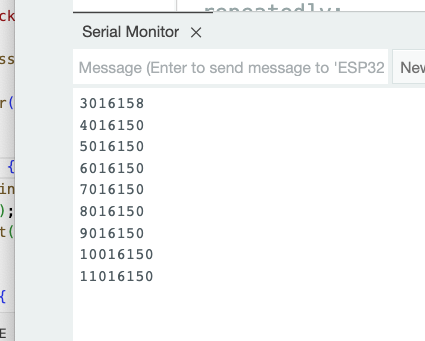 repeatedly:
Serial Monitor ×
Message (Enter to send message to 'ESP32
New
3016158
4016150
5016150
6016150
7016150
8016150
9016150
10016150
11016150
ck
ss
r(
{
in
);
t(
{
E